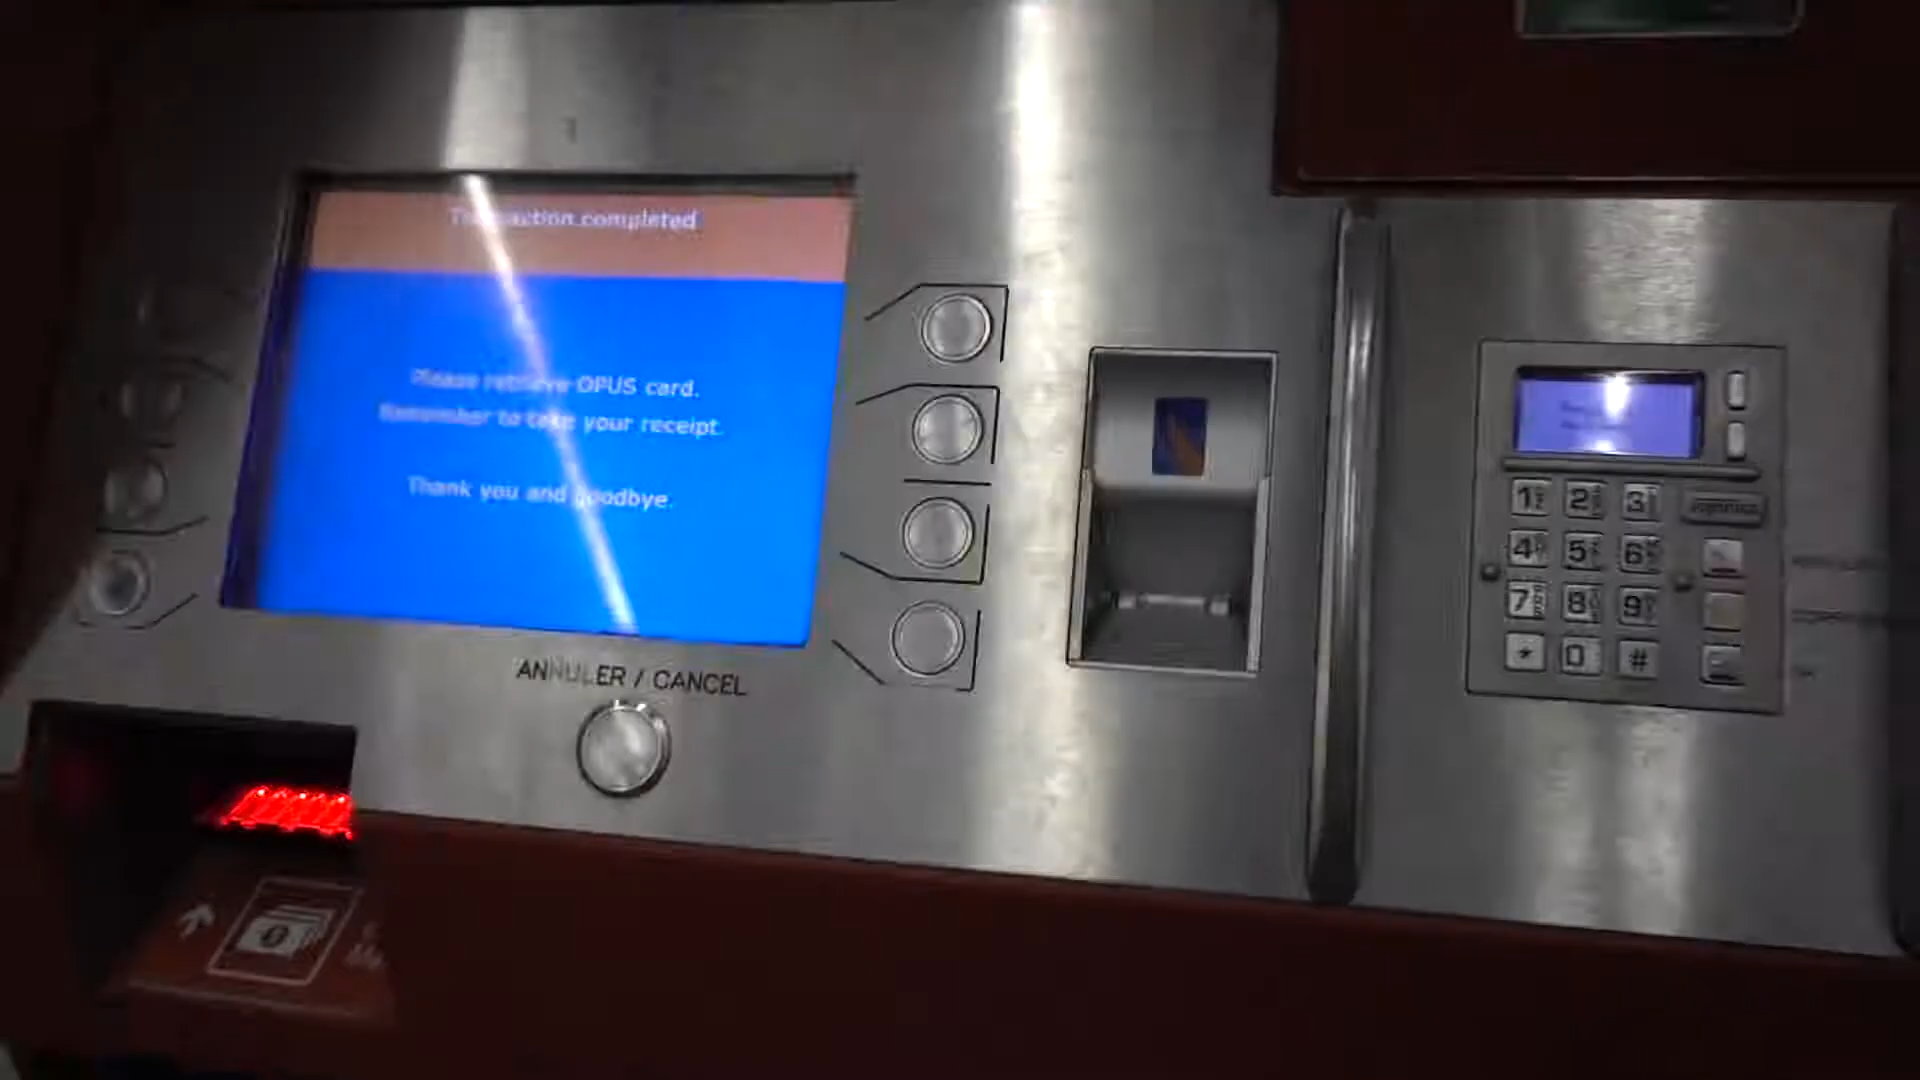 Transaction completed
Please retrieve OPUS card.
Remember to take your receipt.
Thank you and goodbye.
ANNULER / CANCEL
1 2 3
4 5 6
7 8 9
* 0 #